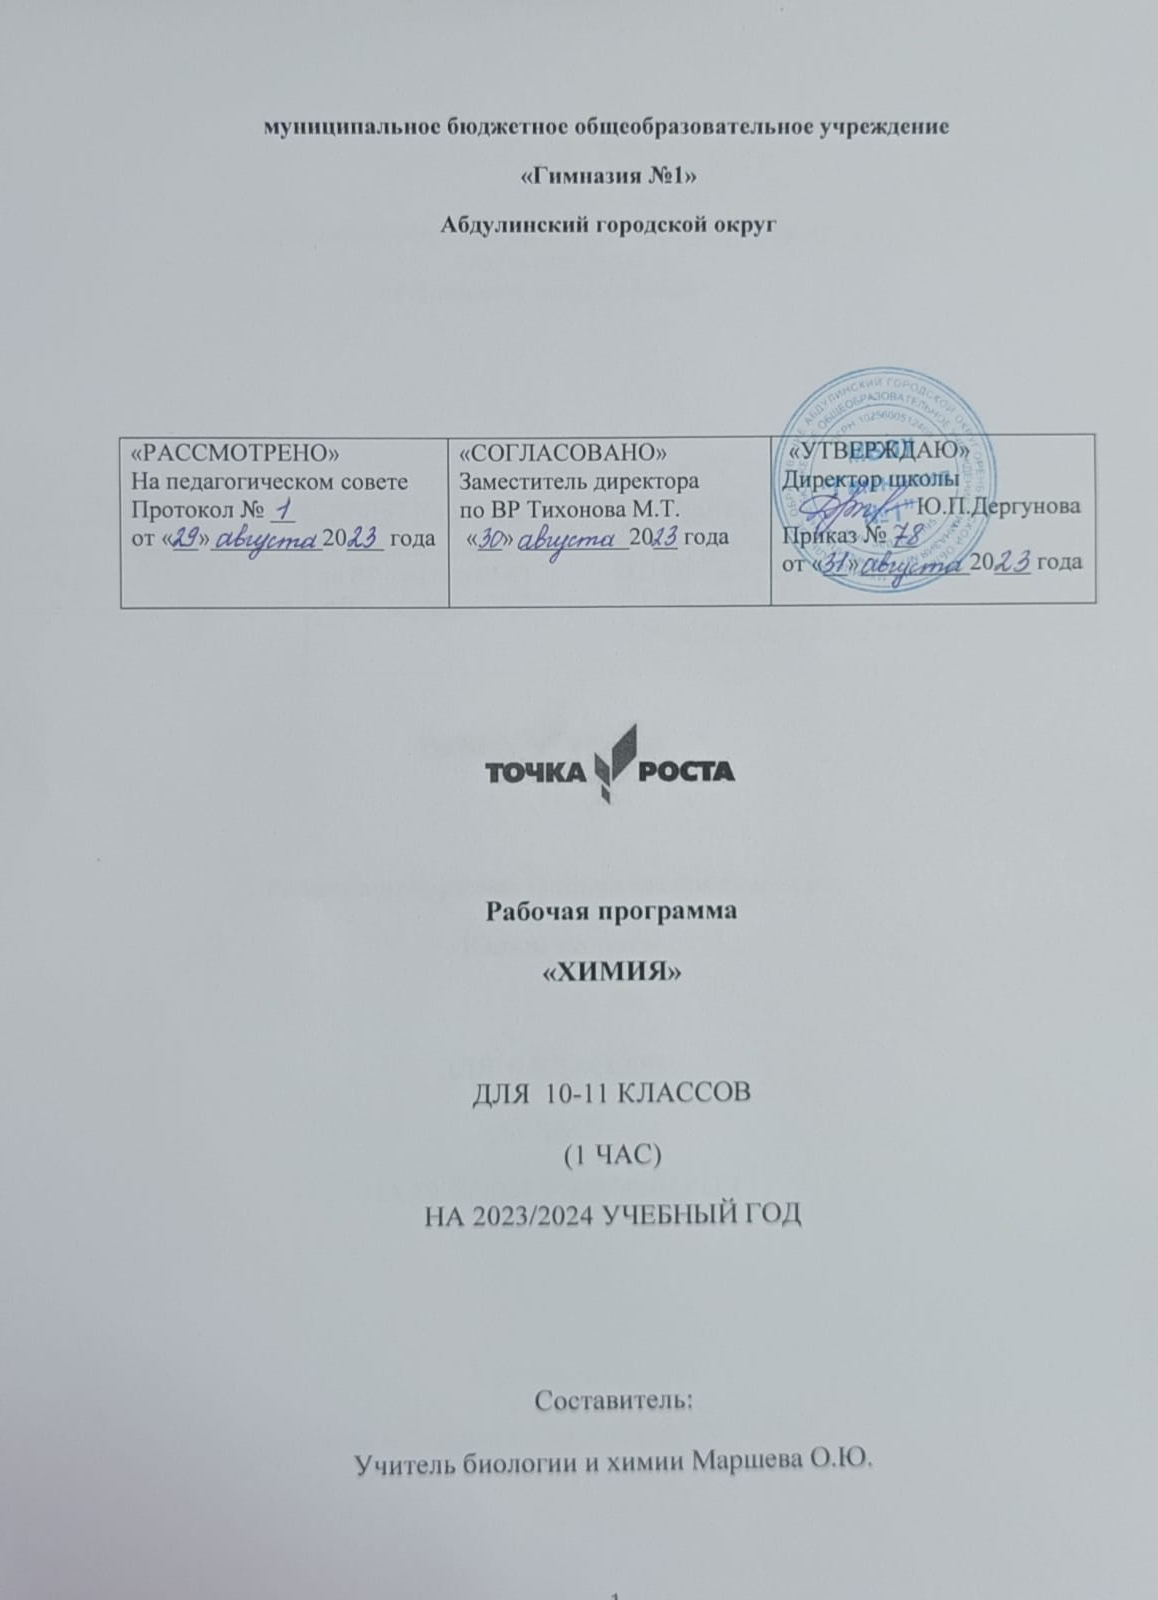 муниципальное бюджетное общеобразовательное учреждение
«Гимназия №1»
Абдулинский городской округ
«РАССМОТРЕНО»
На педагогическом совете
Протокол № 1
от «29» августа 2023 года
«СОГЛАСОВАНО»
Заместитель директора
по ВР Тихонова М.Т.
«30» августа 2023 года
«УТВЕРЖДАЮ»
Директор школы
Ю.П.Дергунова
Приказ № 78
от «31» августа 2023 года
ТОЧКА РОСТА
Рабочая программа
«ХИМИЯ»
ДЛЯ 10-11 КЛАССОВ
(1 ЧАС)
НА 2023/2024 УЧЕБНЫЙ ГОД
Составитель:
Учитель биологии и химии Маршева О.Ю.